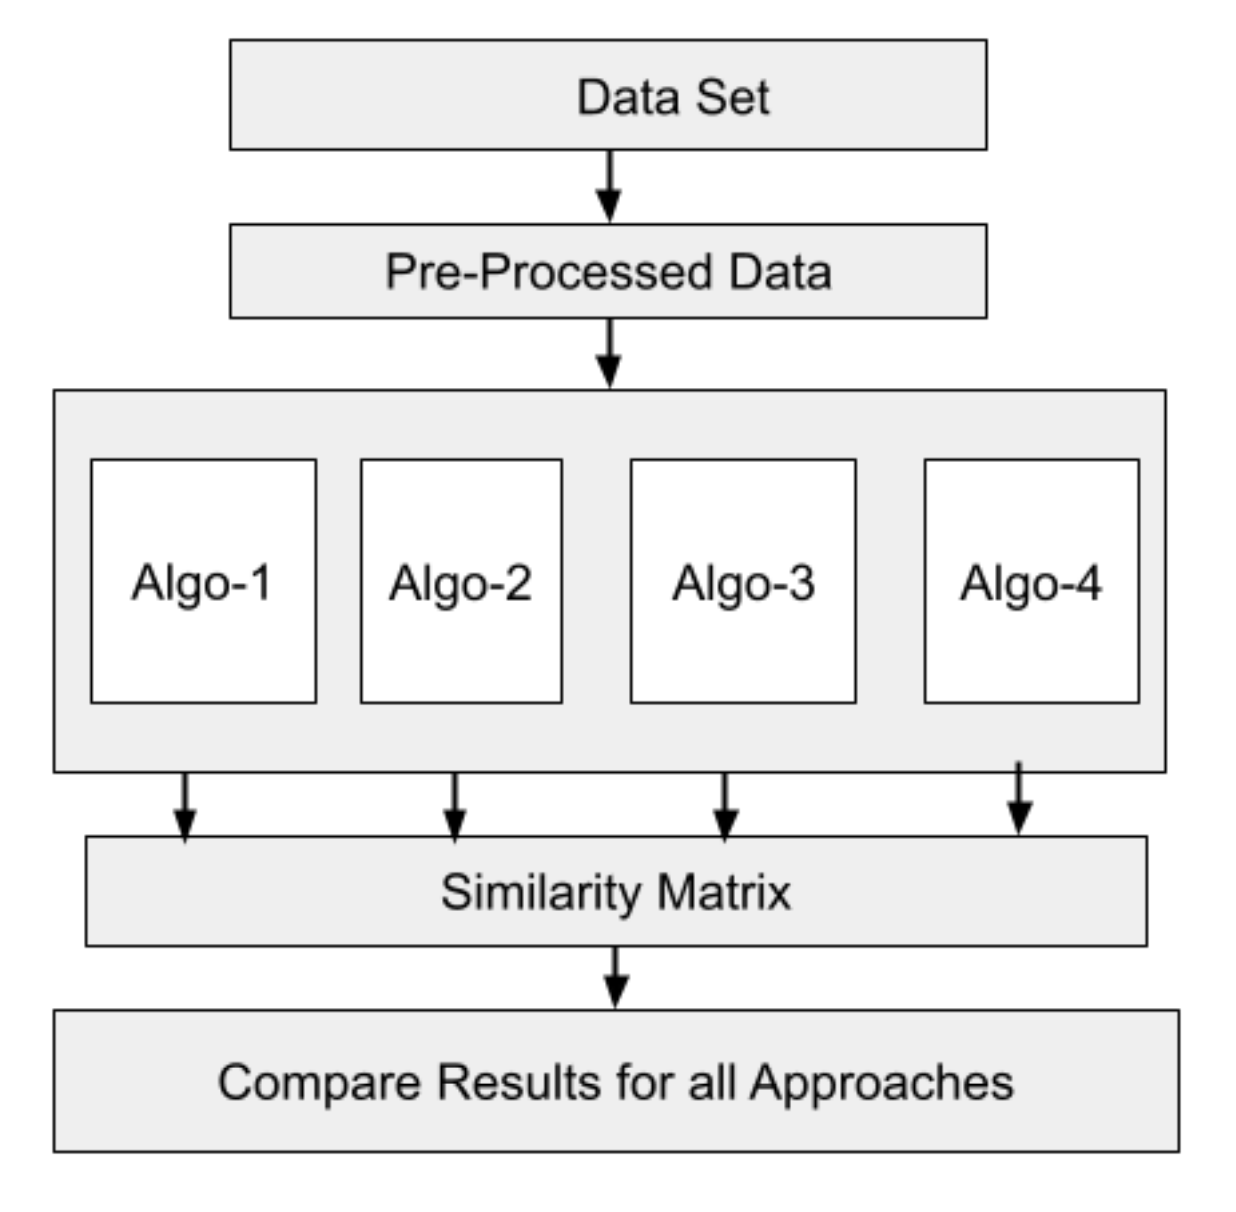 Data Set
Pre-Processed Data
Algo-1
Algo-2
Algo-3
Algo-4
Similarity Matrix
Compare Results for all Approaches